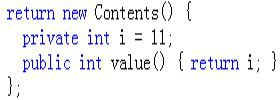 return new Contents() {
private int i = 11;
public int value() { return i; }
};